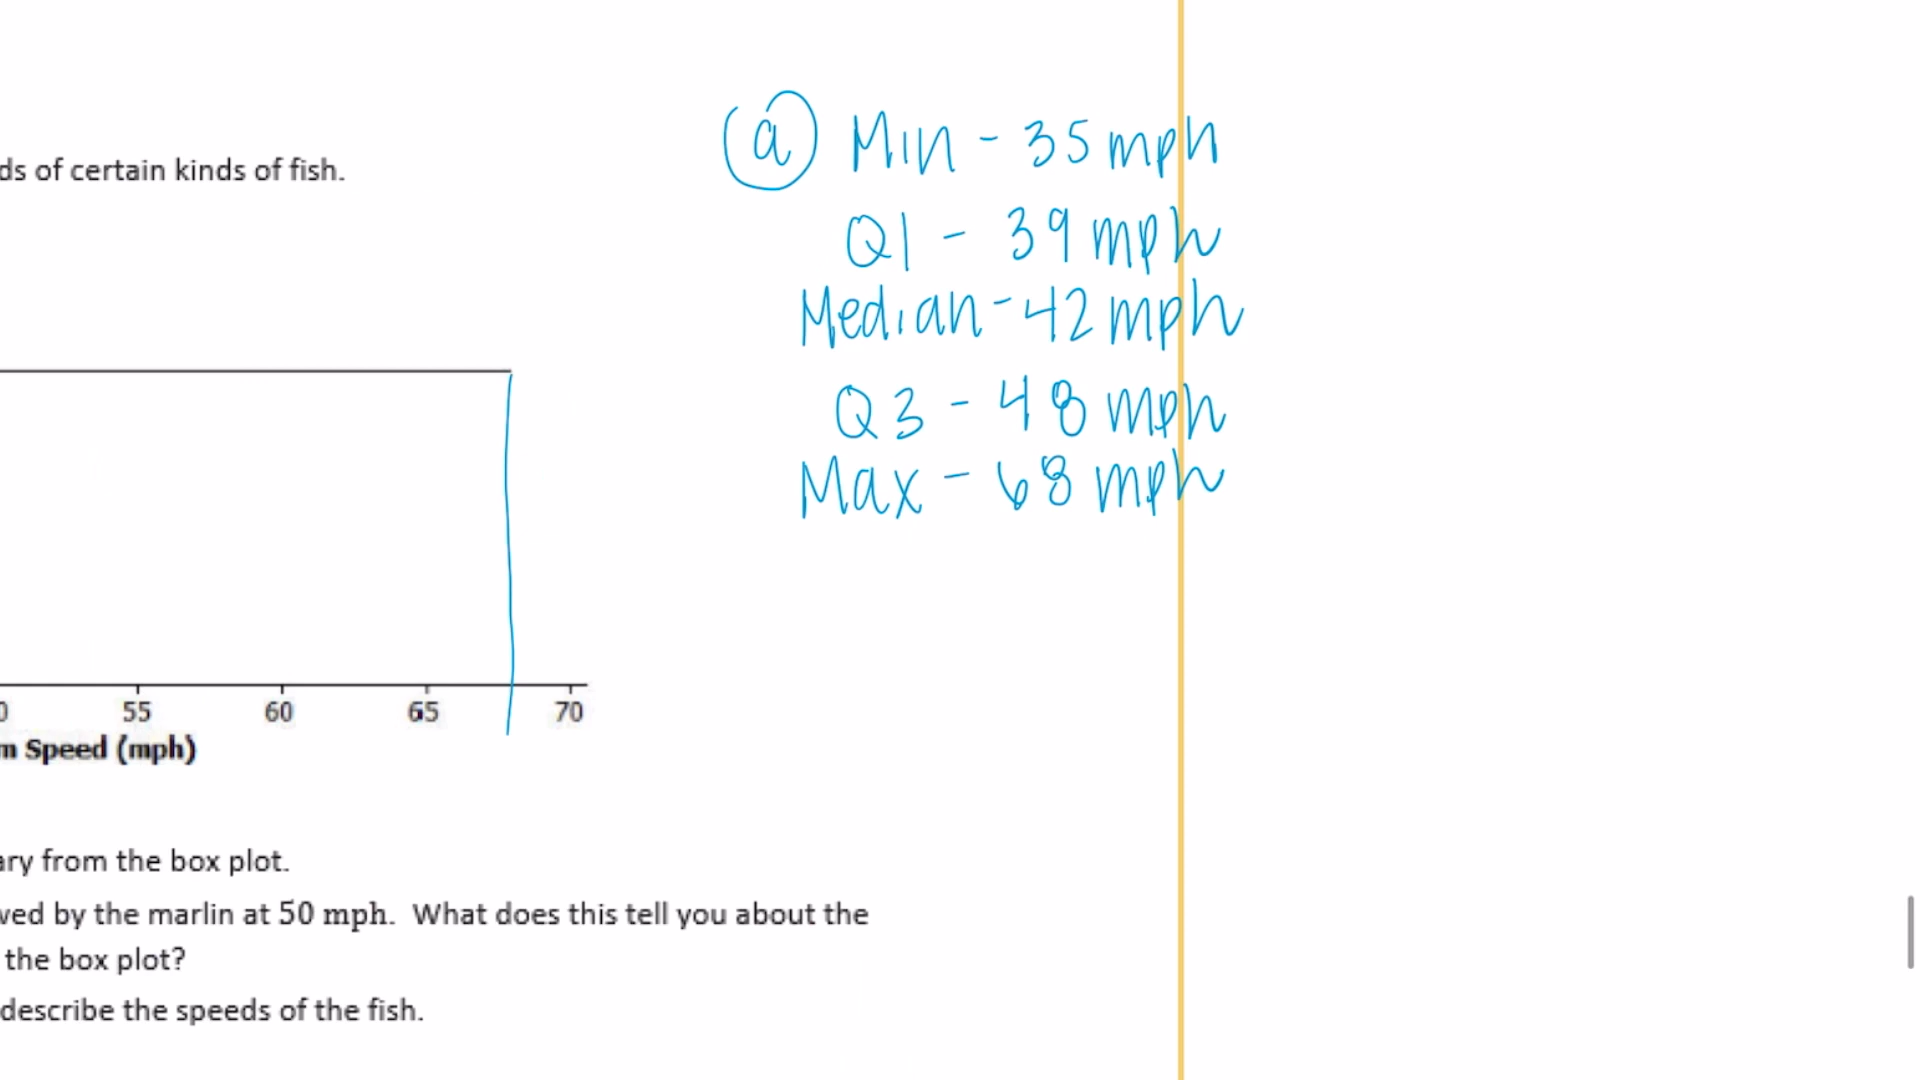 ds of certain kinds of fish.
(a) Min - 35 mph
Q1 - 39 mph
Median - 42 mph
Q3 - 48 mph
Max - 68 mph
0 55 60 65 70
m Speed (mph)
ary from the box plot.
ved by the marlin at 50 mph. What does this tell you about the
the box plot?
describe the speeds of the fish.